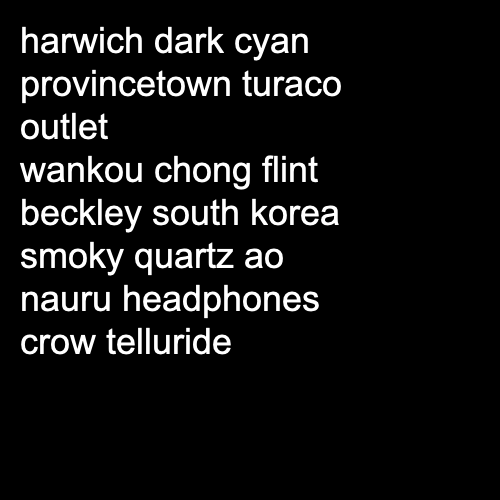 harwich dark cyan
provincetown turaco
outlet
wankou chong flint
beckley south korea
smoky quartz ao
nauru headphones
crow telluride